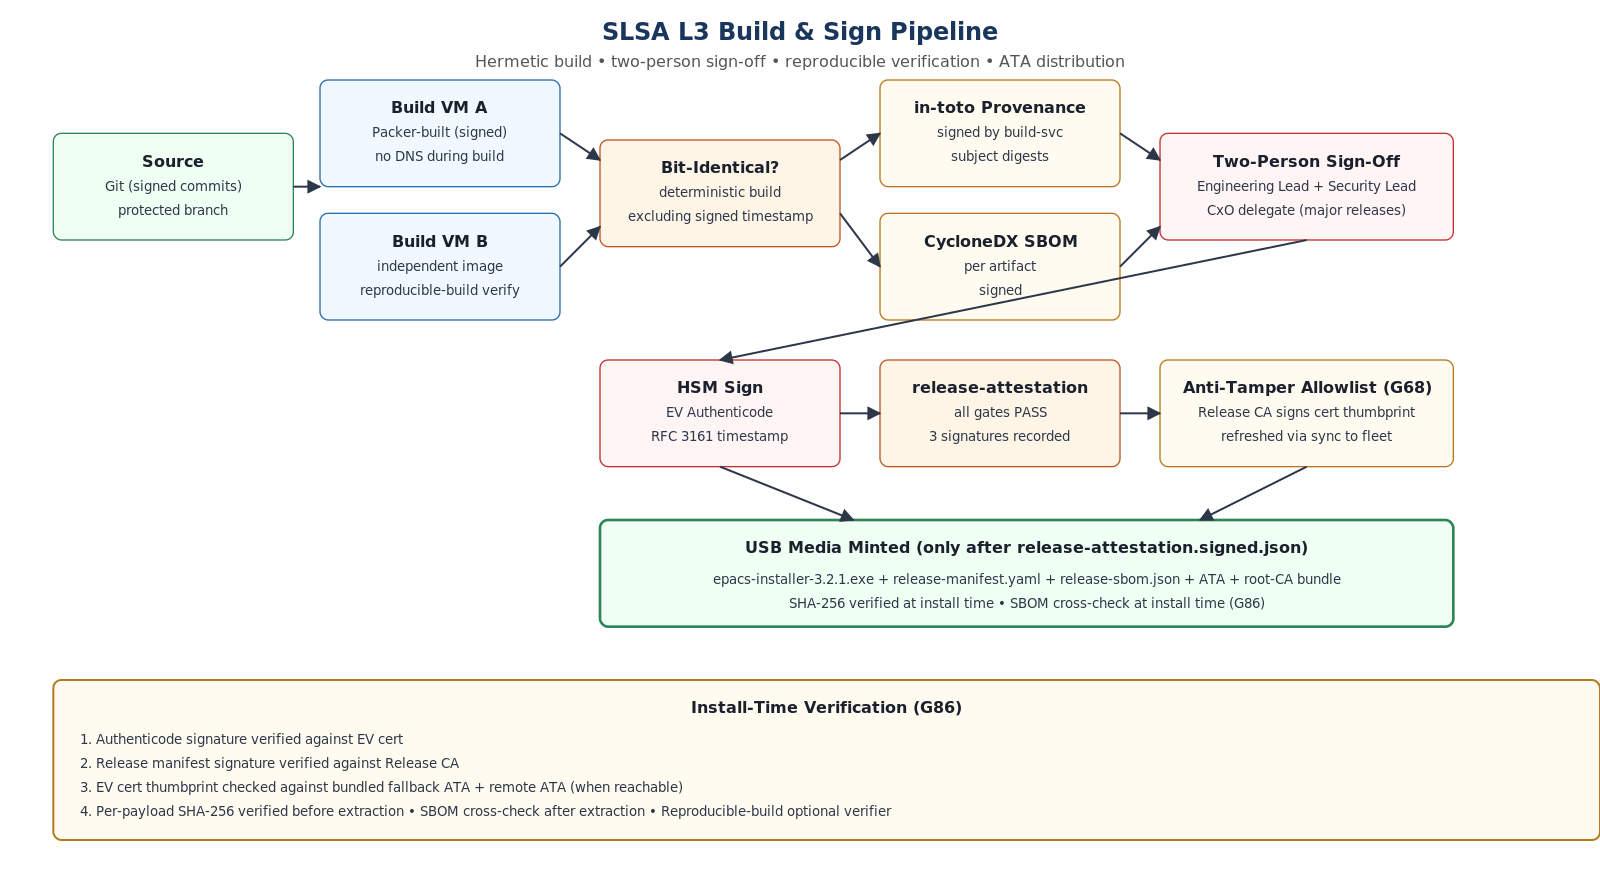 SLSA L3 Build & Sign Pipeline
Hermetic build • two-person sign-off • reproducible verification • ATA distribution
Source
Git (signed commits)
protected branch
Build VM A
Packer-built (signed)
no DNS during build
Build VM B
independent image
reproducible-build verify
Bit-Identical?
deterministic build
excluding signed timestamp
in-toto Provenance
signed by build-svc
subject digests
CycloneDX SBOM
per artifact
signed
Two-Person Sign-Off
Engineering Lead + Security Lead
CxO delegate (major releases)
HSM Sign
EV Authenticode
RFC 3161 timestamp
release-attestation
all gates PASS
3 signatures recorded
Anti-Tamper Allowlist (G68)
Release CA signs cert thumbprint
refreshed via sync to fleet
USB Media Minted (only after release-attestation.signed.json)
epacs-installer-3.2.1.exe + release-manifest.yaml + release-sbom.json + ATA + root-CA bundle
SHA-256 verified at install time • SBOM cross-check at install time (G86)
Install-Time Verification (G86)
1. Authenticode signature verified against EV cert
2. Release manifest signature verified against Release CA
3. EV cert thumbprint checked against bundled fallback ATA + remote ATA (when reachable)
4. Per-payload SHA-256 verified before extraction • SBOM cross-check after extraction • Reproducible-build optional verifier